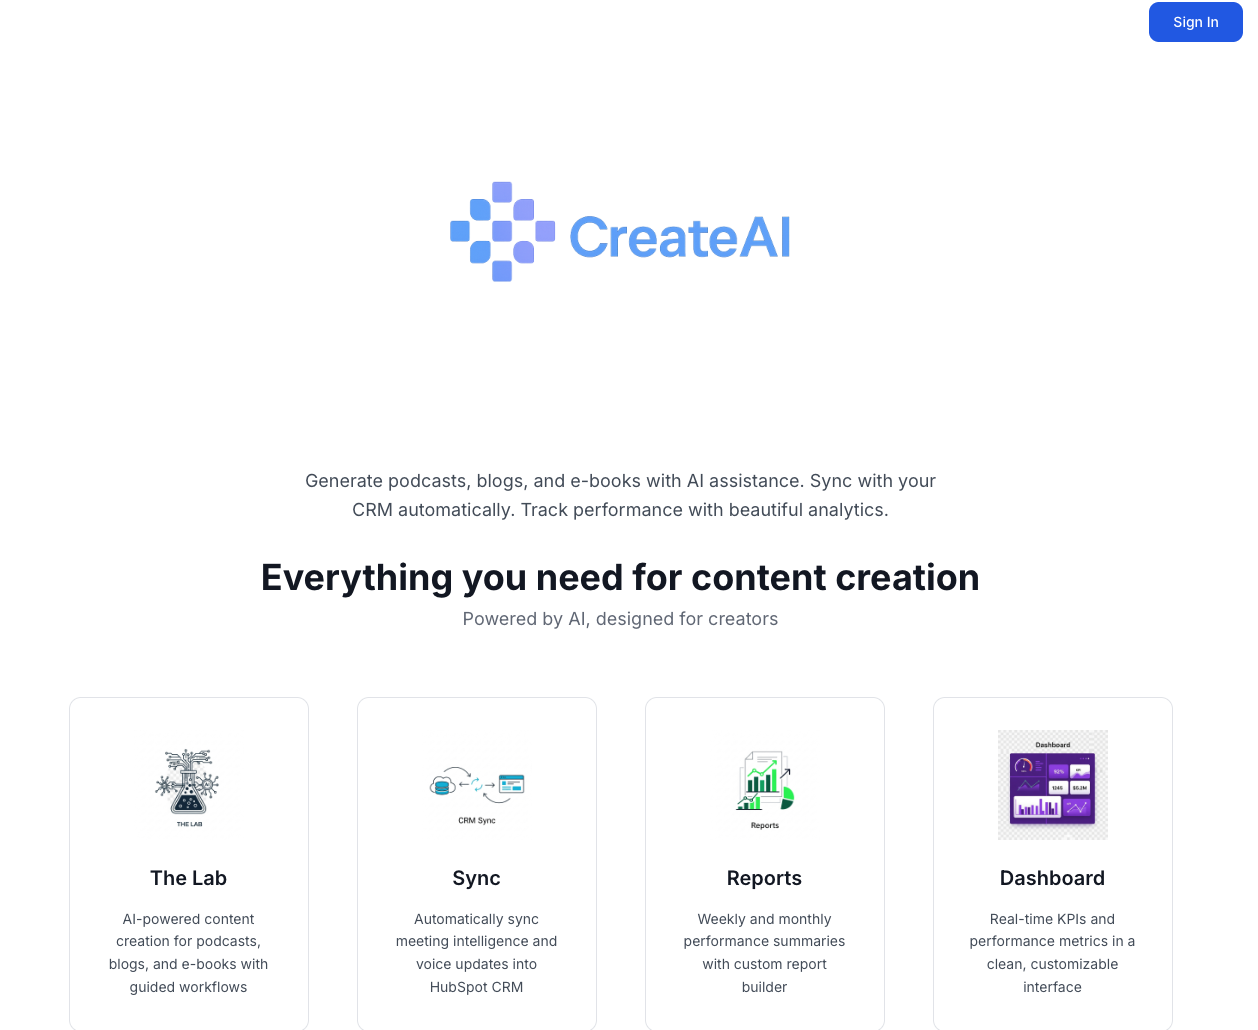 Sign In
CreateAI
Generate podcasts, blogs, and e-books with AI assistance. Sync with your
CRM automatically. Track performance with beautiful analytics.
Everything you need for content creation
Powered by AI, designed for creators
THE LAB
The Lab
AI-powered content
creation for podcasts,
blogs, and e-books with
guided workflows
CRM Sync
Sync
Automatically sync
meeting intelligence and
voice updates into
HubSpot CRM
Reports
Reports
Weekly and monthly
performance summaries
with custom report
builder
Dashboard
Dashboard
Real-time KPIs and
performance metrics in a
clean, customizable
interface